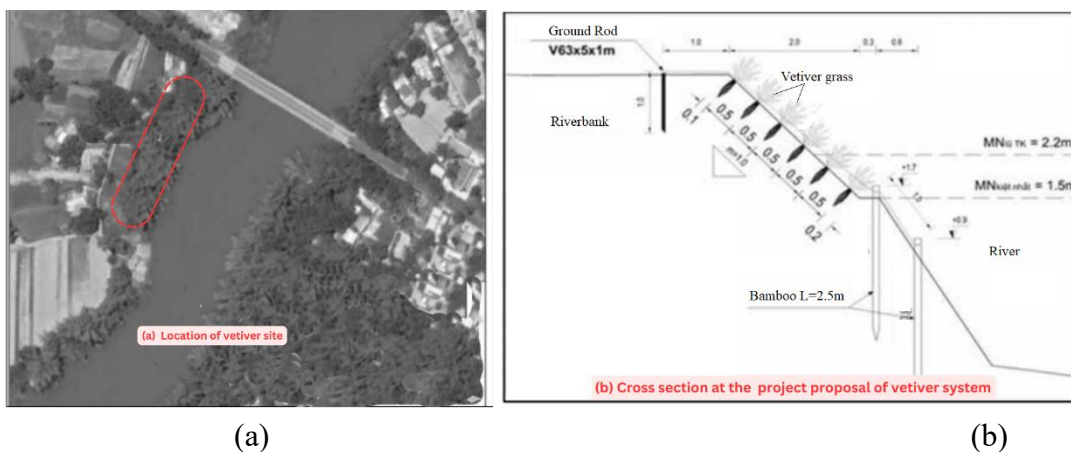 (a) Location of vetiver site
(a)
Ground Rod
V63x5x1m
1.0
2.0
0.3
0.6
Vetiver grass
1.0
Riverbank
0.1
0.5
0.5
0.5
0.5
0.5
0.2
m=1.0
MNTK = 2.2m
+1.7
1.0
MNkiệt nhất = 1.5m
+0.9
River
Bamboo L=2.5m
(b) Cross section at the project proposal of vetiver system
(b)